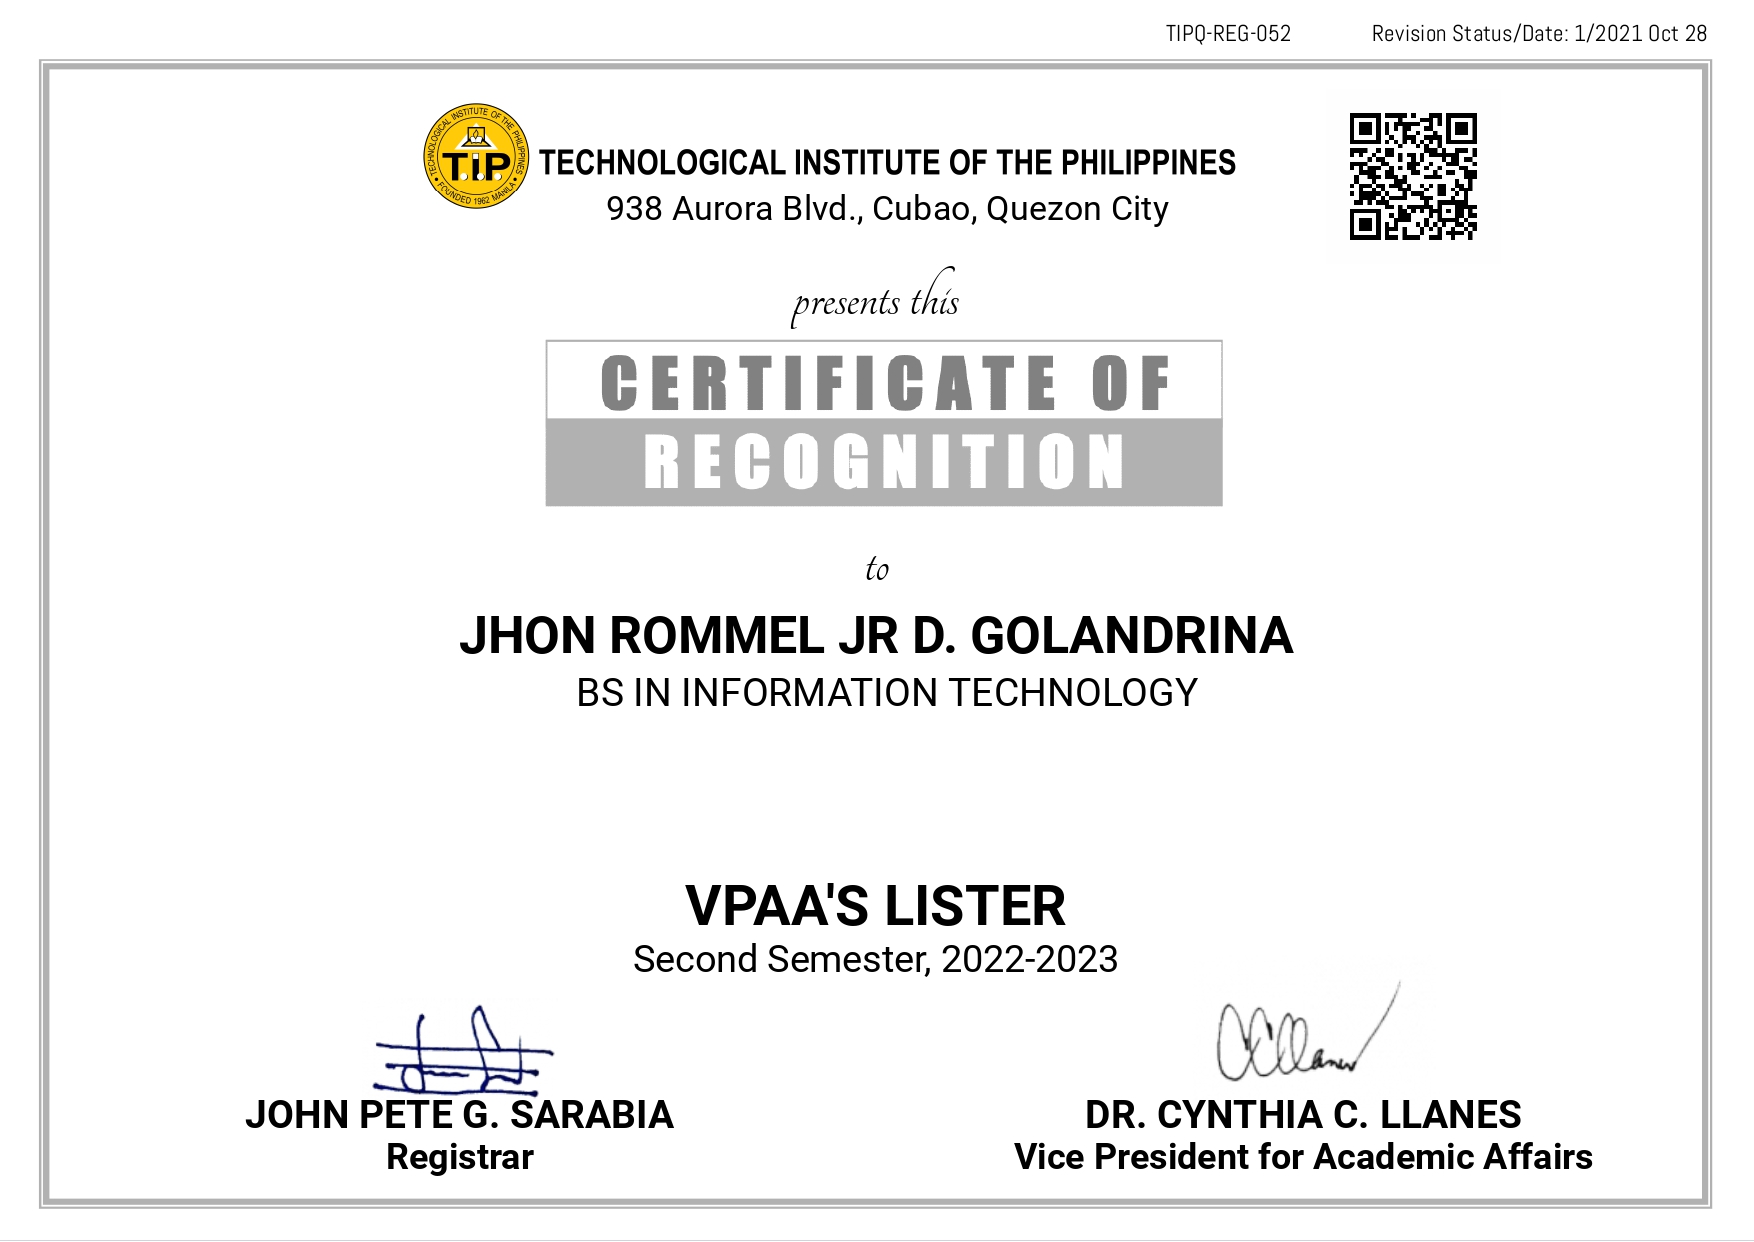 TIPQ-REG-052 Revision Status/Date: 1/2021 Oct 28
TECHNOLOGICAL INSTITUTE OF THE PHILIPPINES
T.I.P.
FOUNDED 1962 MANILA
TECHNOLOGICAL INSTITUTE OF THE PHILIPPINES
938 Aurora Blvd., Cubao, Quezon City
presents this
CERTIFICATE OF
RECOGNITION
to
JHON ROMMEL JR D. GOLANDRINA
BS IN INFORMATION TECHNOLOGY
VPAA'S LISTER
Second Semester, 2022-2023
JOHN PETE G. SARABIA
Registrar
DR. CYNTHIA C. LLANES
Vice President for Academic Affairs